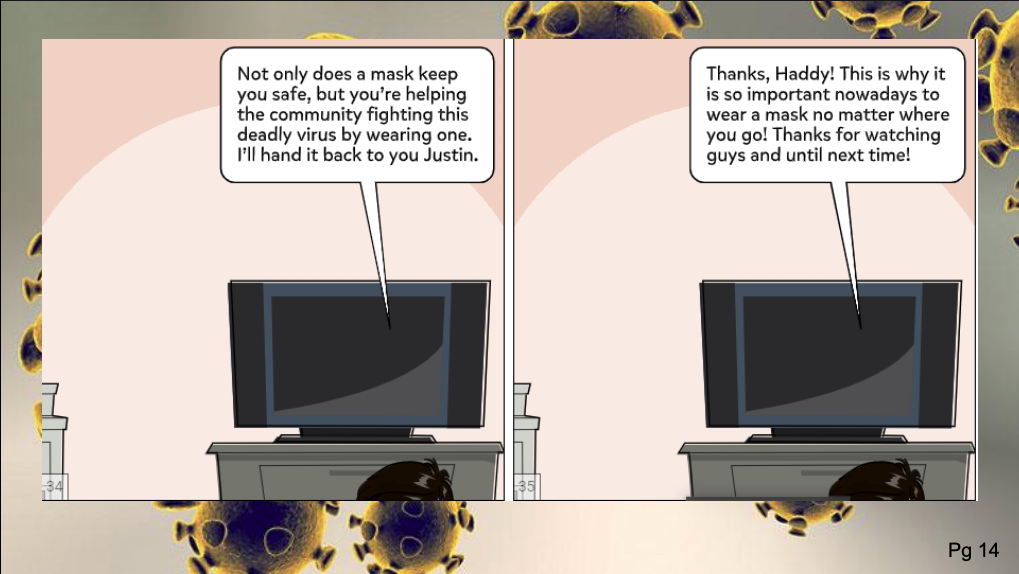 Not only does a mask keep
you safe, but you're helping
the community fighting this
deadly virus by wearing one.
I'll hand it back to you Justin.
Thanks, Haddy! This is why it
is so important nowadays to
wear a mask no matter where
you go! Thanks for watching
guys and until next time!
34
35
Pg 14